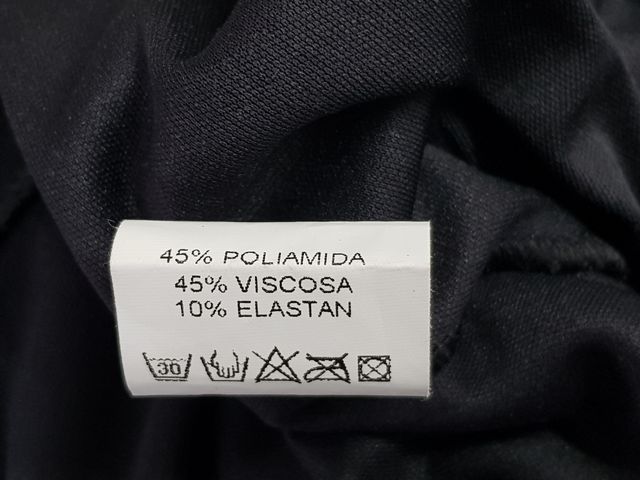 45% POLIAMIDA
45% VISCOSA
10% ELASTAN
30